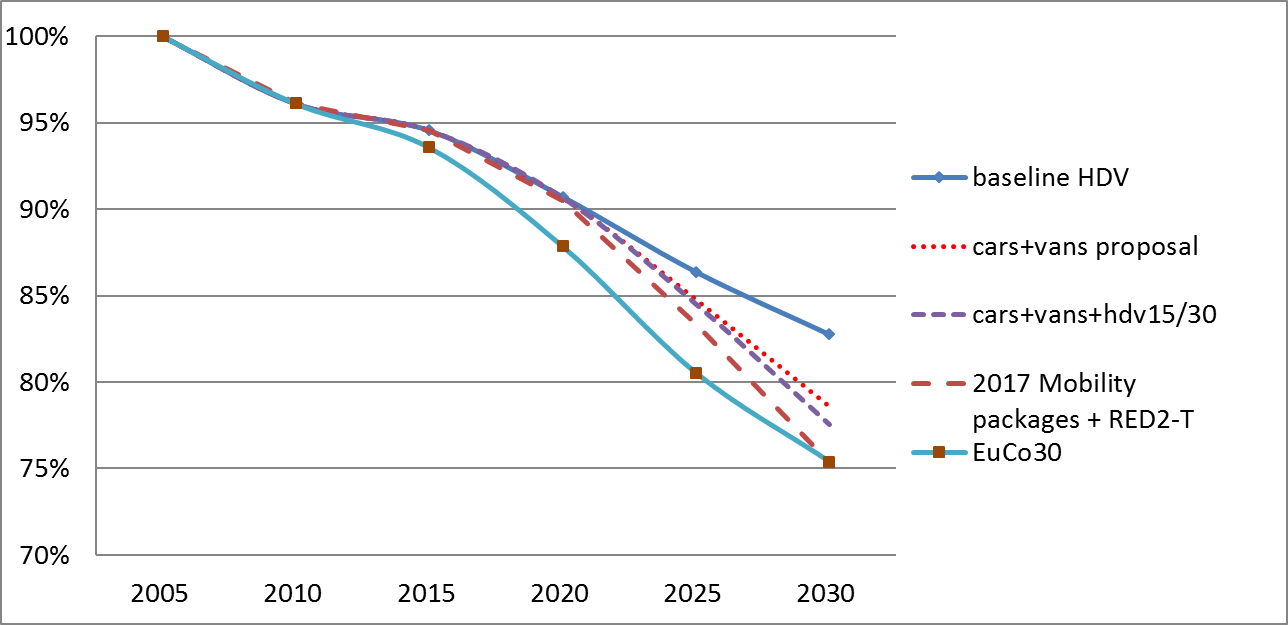 100%
95%
90%
85%
80%
75%
70%
2005 2010 2015 2020 2025 2030
baseline HDV
cars+vans proposal
cars+vans+hdv15/30
2017 Mobility
packages + RED2-T
EuCo30